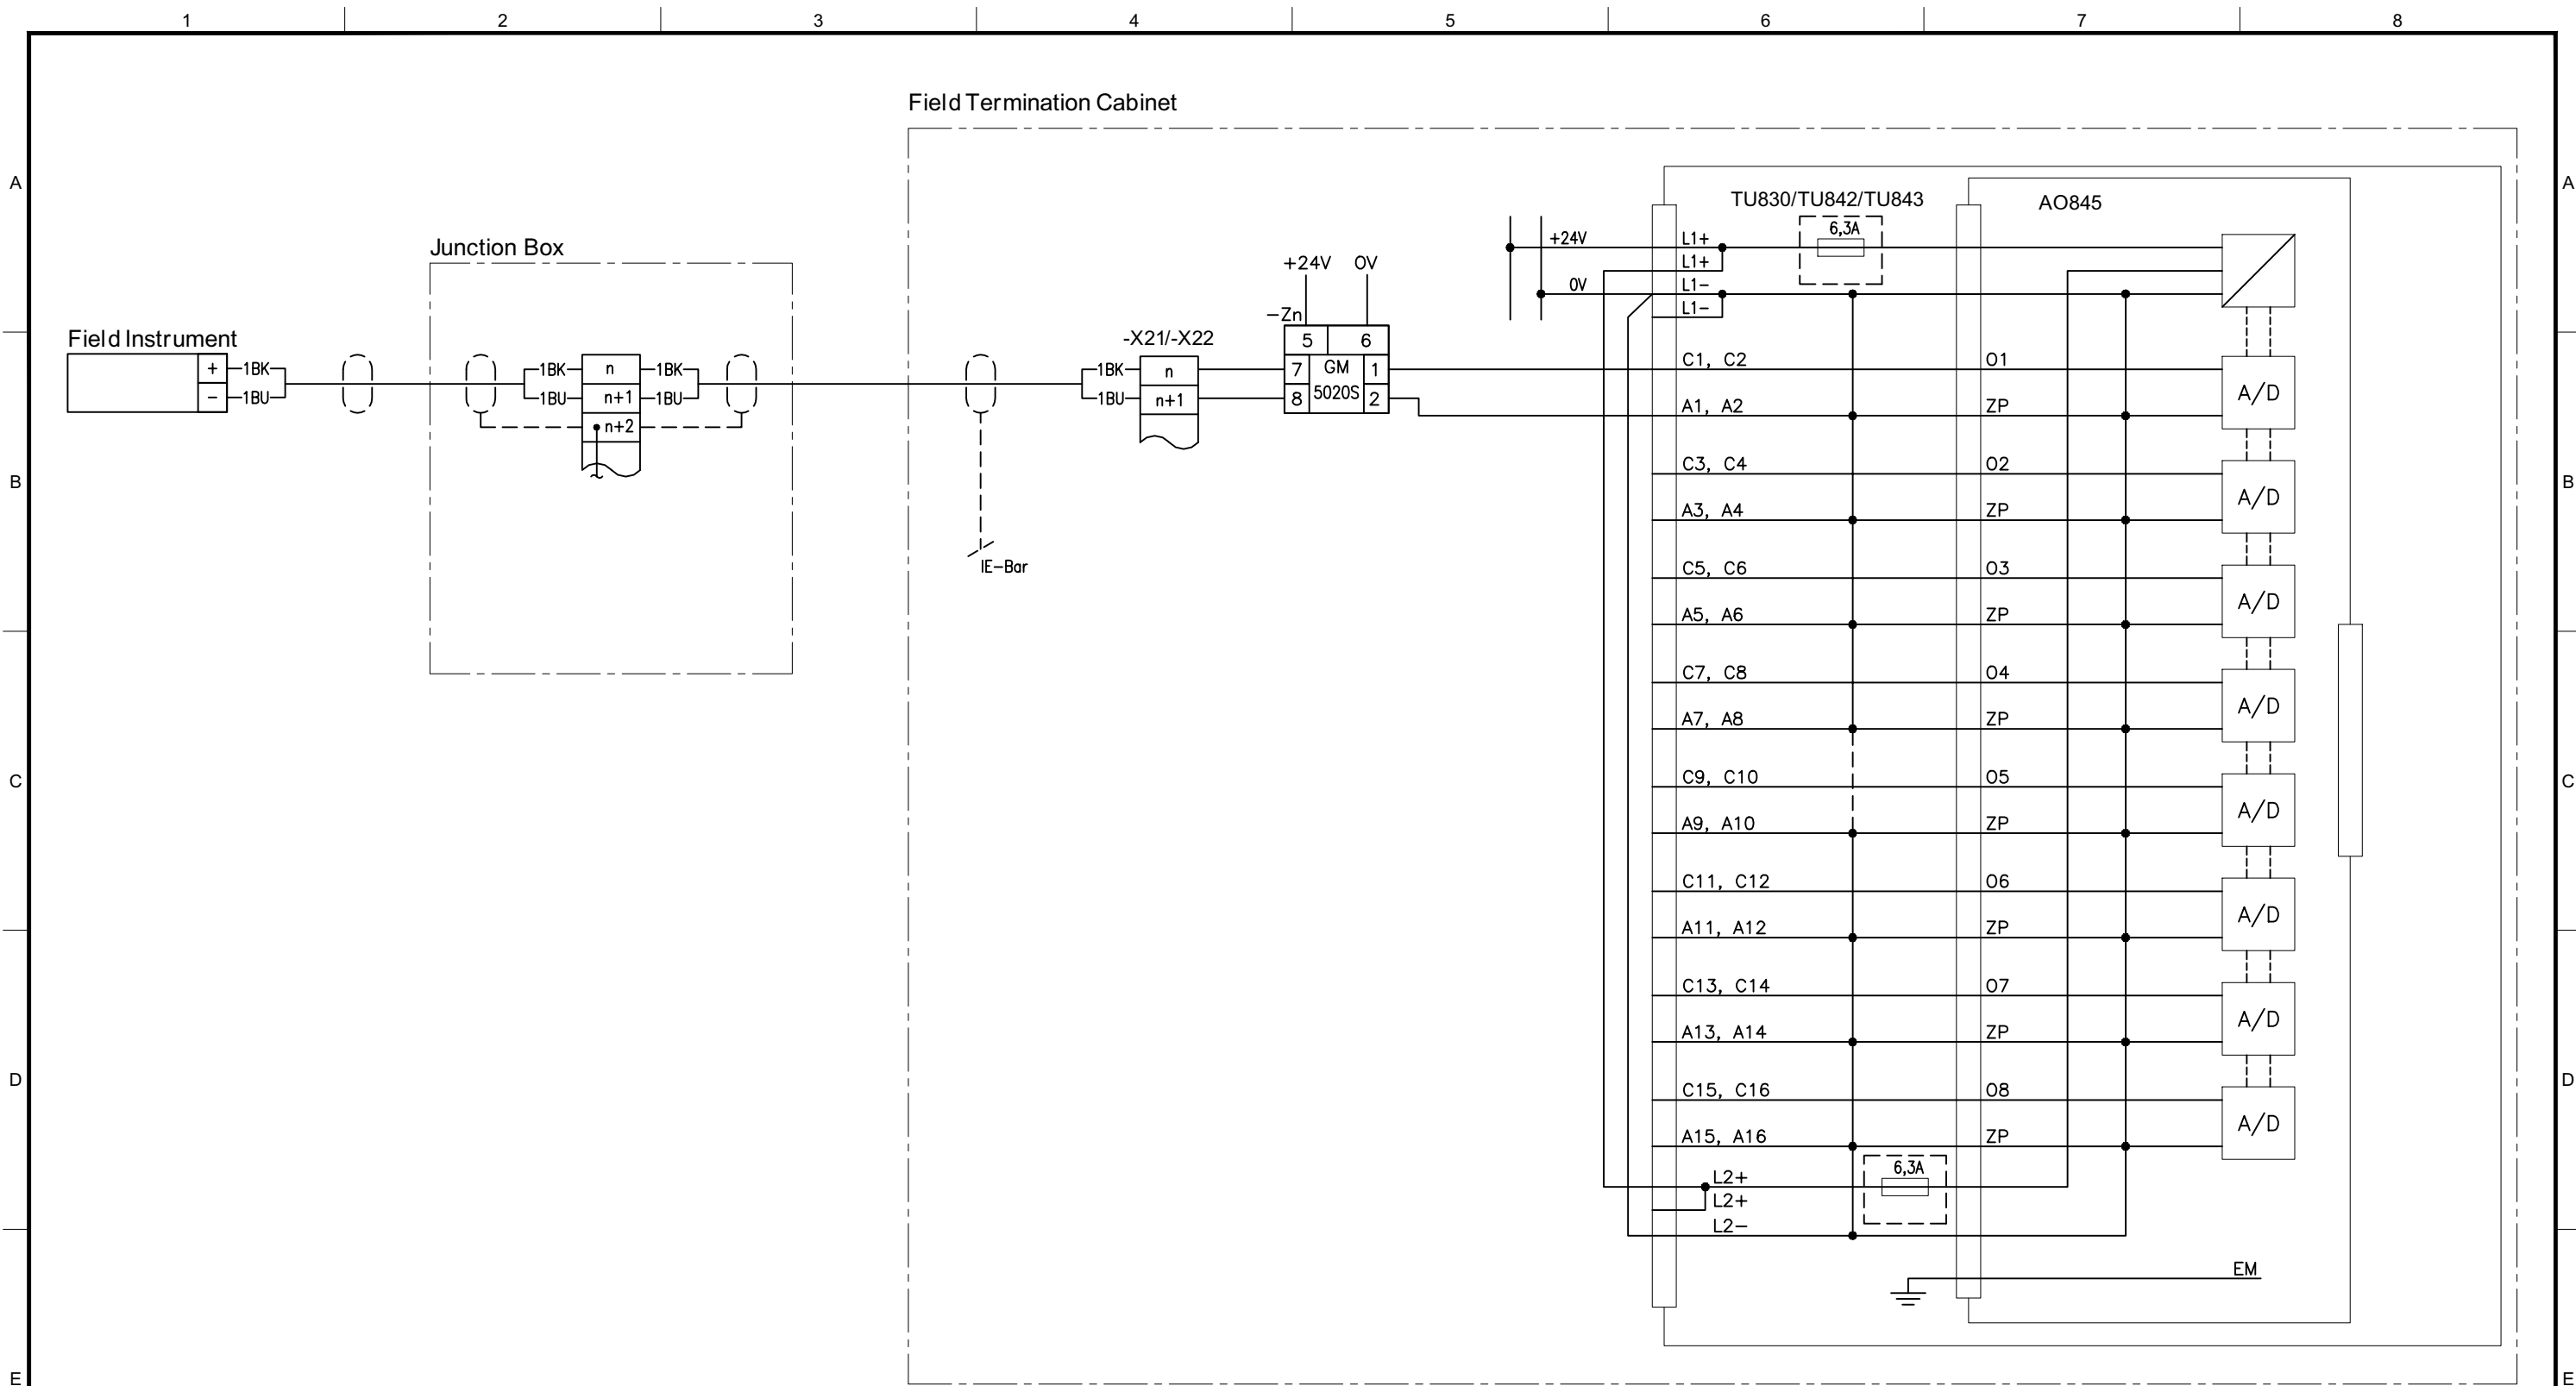 1 2 3 4 5 6 7 8
Field Termination Cabinet
A A
TU830/TU842/TU843 AO845
6,3A
Junction Box
+24V L1+
+24V 0V L1+
0V L1-
L1-
-Zn
Field Instrument
-X21/-X22
5 6
+ 1BK 1BK n 1BK 1BK n 7 GM 1 C1, C2 O1
A/D
- 1BU 1BU n+1 1BU 1BU n+1 8 5020S 2 A1, A2 ZP
n+2
C3, C4 O2
B B
A/D
A3, A4 ZP
IE-Bar
C5, C6 O3
A/D
A5, A6 ZP
C7, C8 O4
A/D
A7, A8 ZP
C9, C10 O5
C C
A/D
A9, A10 ZP
C11, C12 O6
A/D
A11, A12 ZP
C13, C14 O7
A/D
A13, A14 ZP
D D
C15, C16 O8
A/D
A15, A16 ZP
6,3A
L2+
L2+
L2-
EM
E E